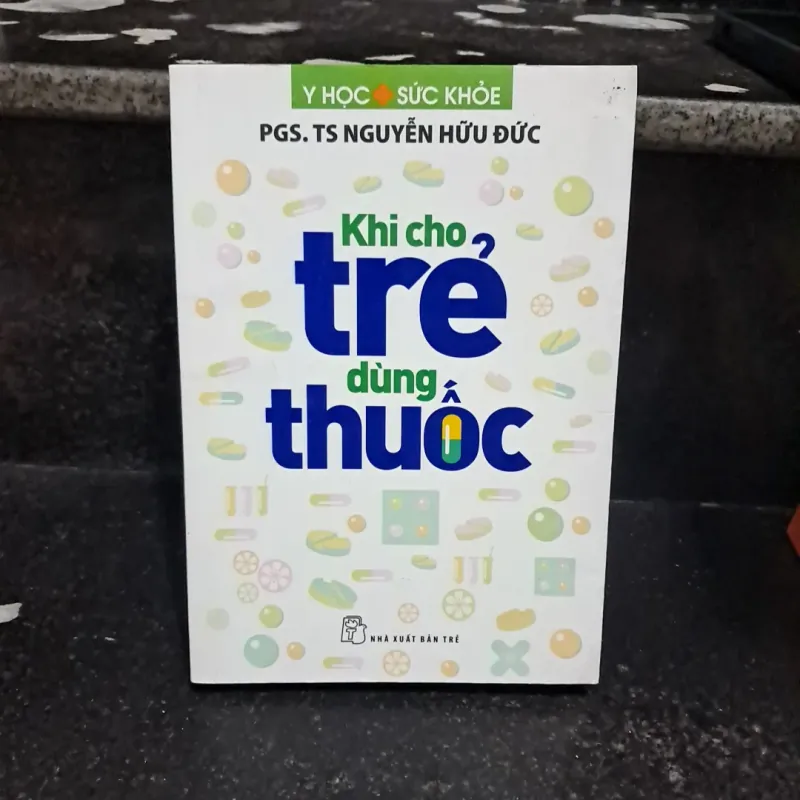 Y HỌC SỨC KHỎE
PGS. TS NGUYỄN HỮU ĐỨC
Khi cho
trẻ
dùng
thuốc
NHÀ XUẤT BẢN TRẺ